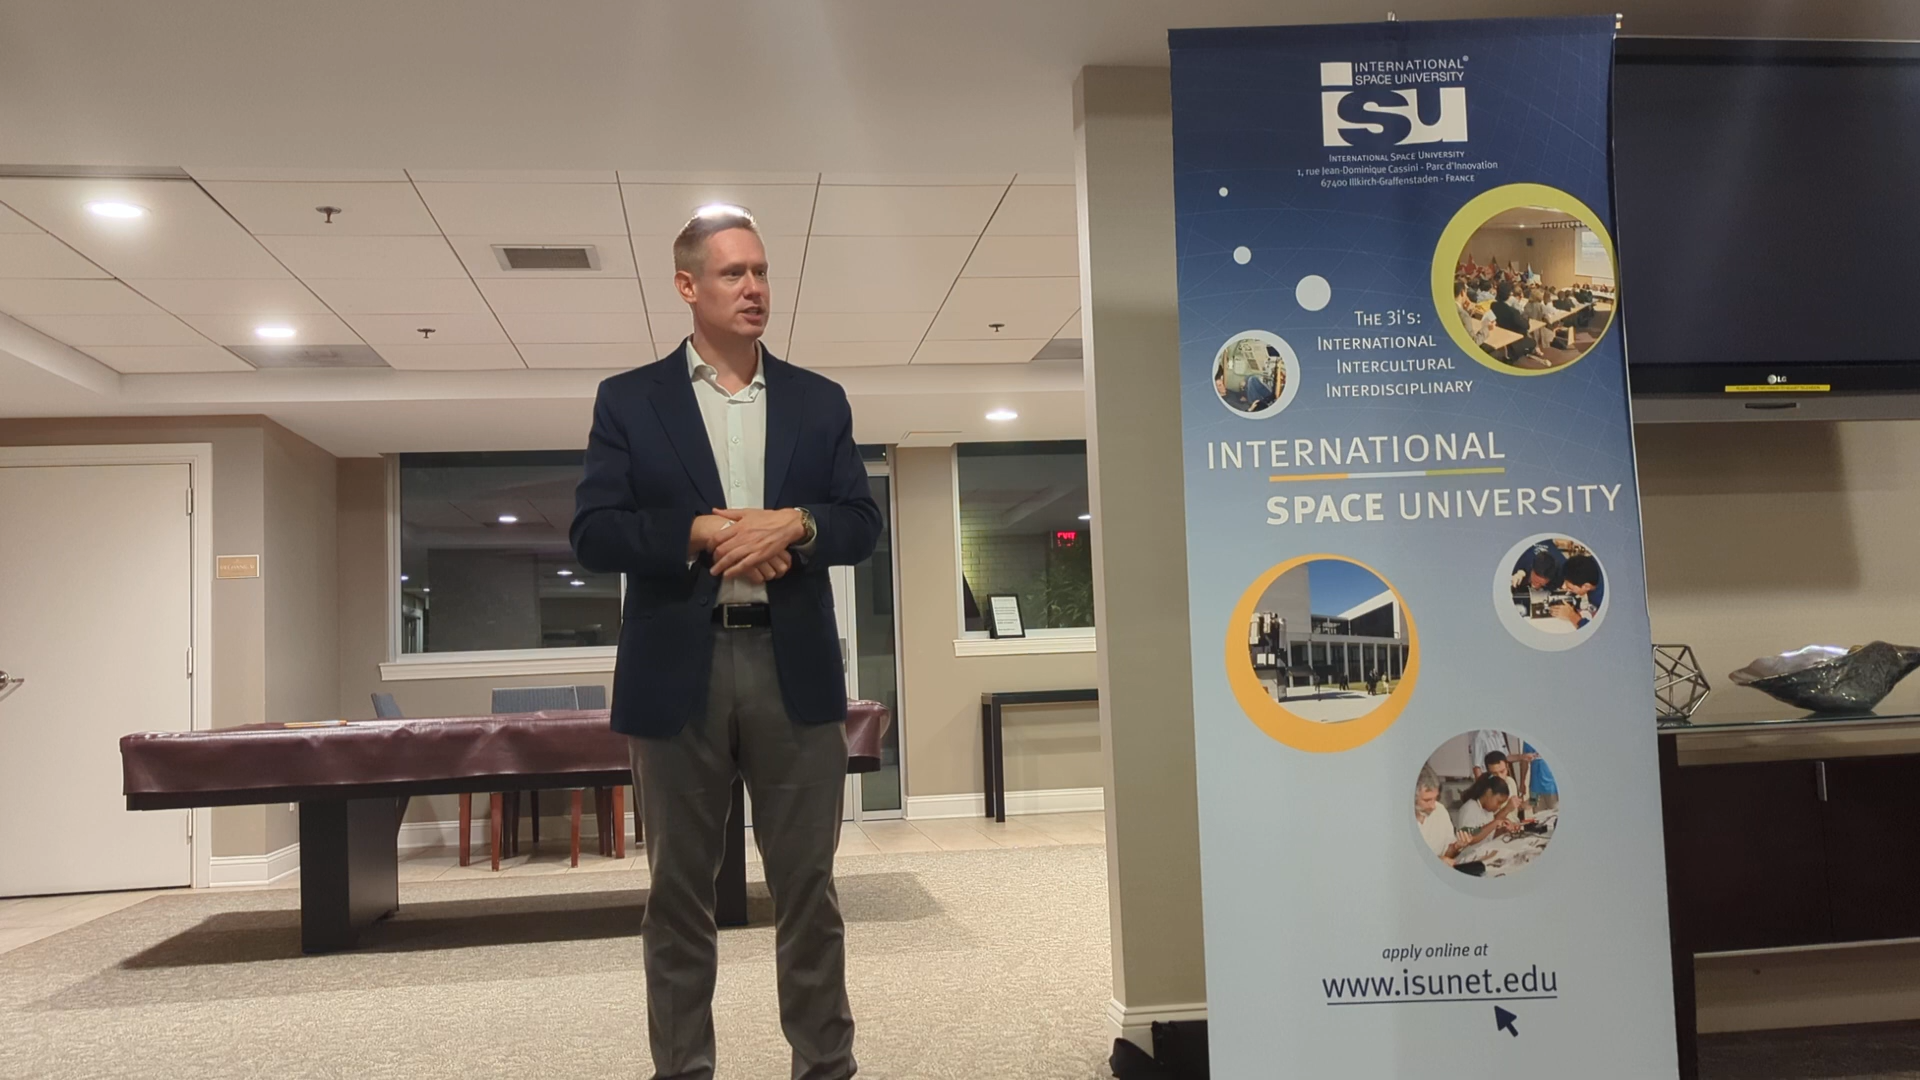 INTERNATIONAL®
SPACE UNIVERSITY
isu
INTERNATIONAL SPACE UNIVERSITY
1, rue Jean-Dominique Cassini - Parc d'Innovation
67400 Illkirch-Graffenstaden - FRANCE
THE 3i's:
INTERNATIONAL
INTERCULTURAL
INTERDISCIPLINARY
INTERNATIONAL
SPACE UNIVERSITY
apply online at
www.isunet.edu
LG
EXIT